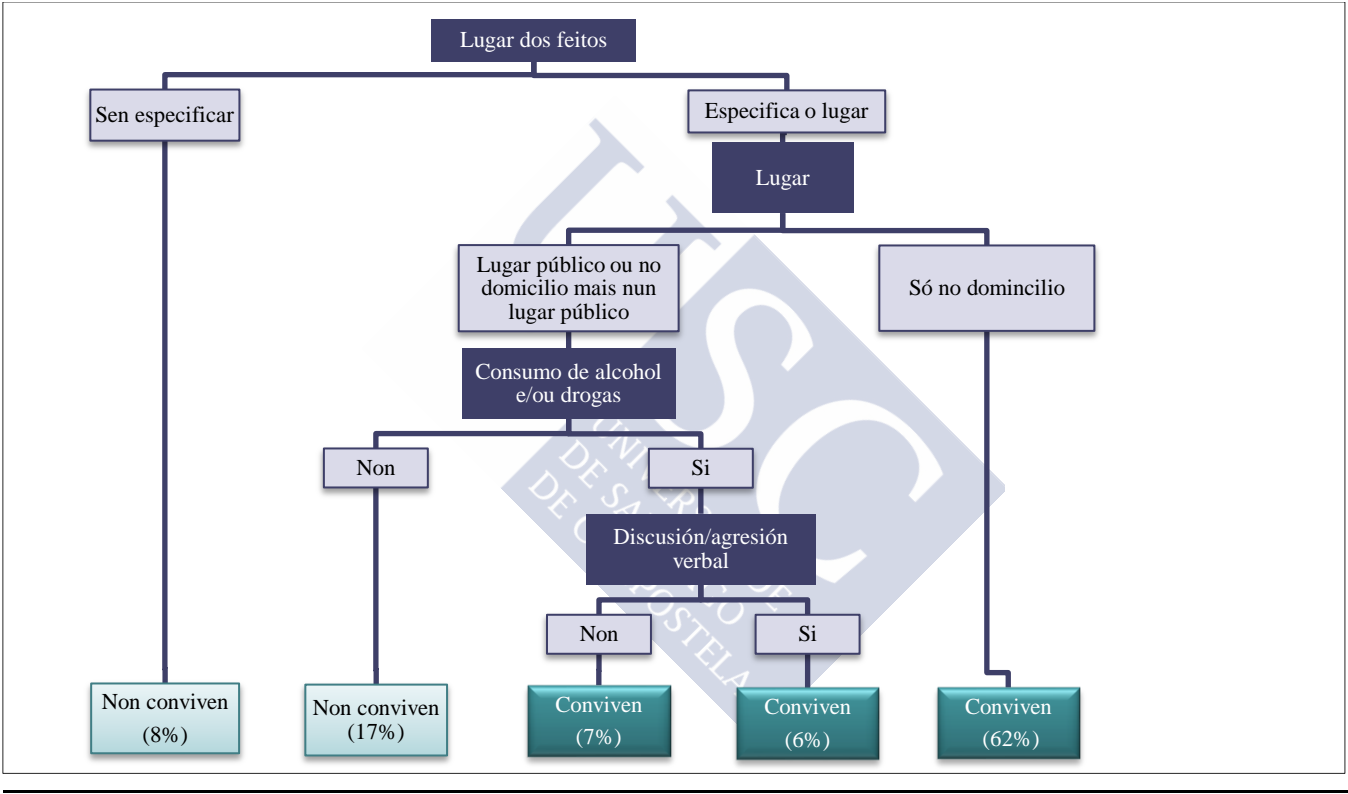 Lugar dos feitos
Sen especificar
Especifica o lugar
Lugar
Lugar público ou no
domicilio mais nun
lugar público
Só no domincilio
Consumo de alcohol
e/ou drogas
Non
Si
Discusión/agresión
verbal
Non
Si
Non conviven
(8%)
Non conviven
(17%)
Conviven
(7%)
Conviven
(6%)
Conviven
(62%)
USC